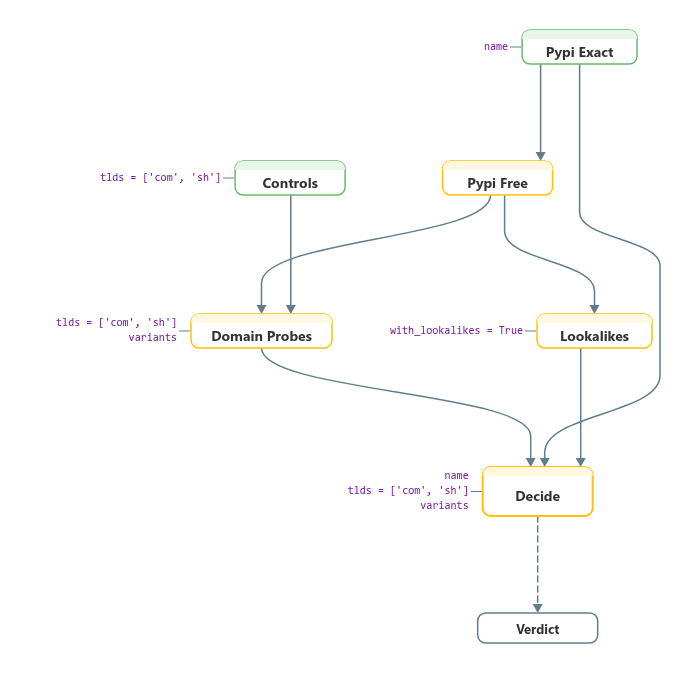 name
Pypi Exact
tlds = ['com', 'sh']
Controls
Pypi Free
tlds = ['com', 'sh']
variants
Domain Probes
with_lookalikes = True
Lookalikes
name
tlds = ['com', 'sh']
variants
Decide
Verdict